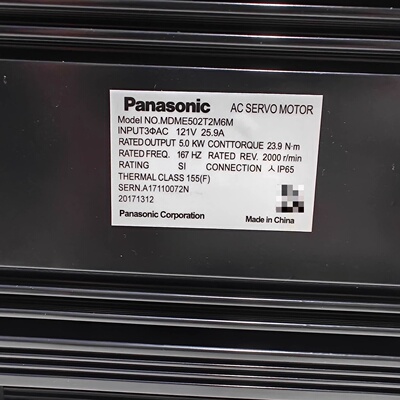 Panasonic AC SERVO MOTOR
Model NO.MDME502T2M6M
INPUT3ΦAC 121V 25.9A
RATED OUTPUT 5.0 KW CONTTORQUE 23.9 N·m
RATED FREQ. 167 HZ RATED REV. 2000 r/min
RATING SI CONNECTION 人 IP65
THERMAL CLASS 155(F)
SERN.A17110072N
20171312
Panasonic Corporation Made in China